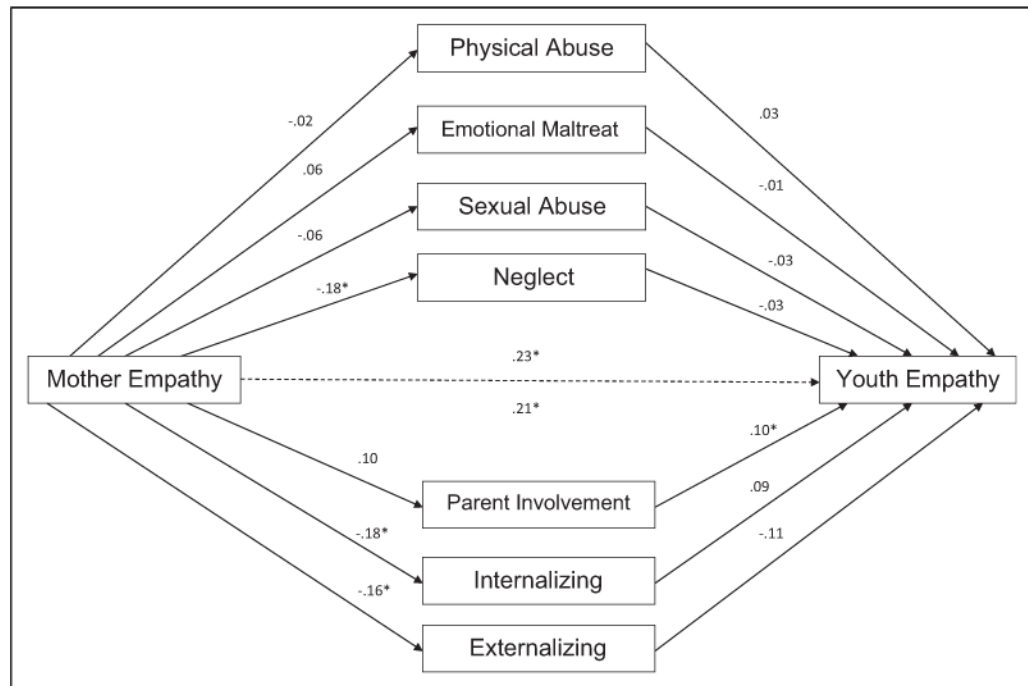 Physical Abuse
-.02
.03
Emotional Maltreat
.06
-.01
Sexual Abuse
-.06
-.03
Neglect
-.18*
-.03
Mother Empathy
.23*
.21*
Youth Empathy
.10
.10*
Parent Involvement
-.18*
.09
Internalizing
-.16*
-.11
Externalizing